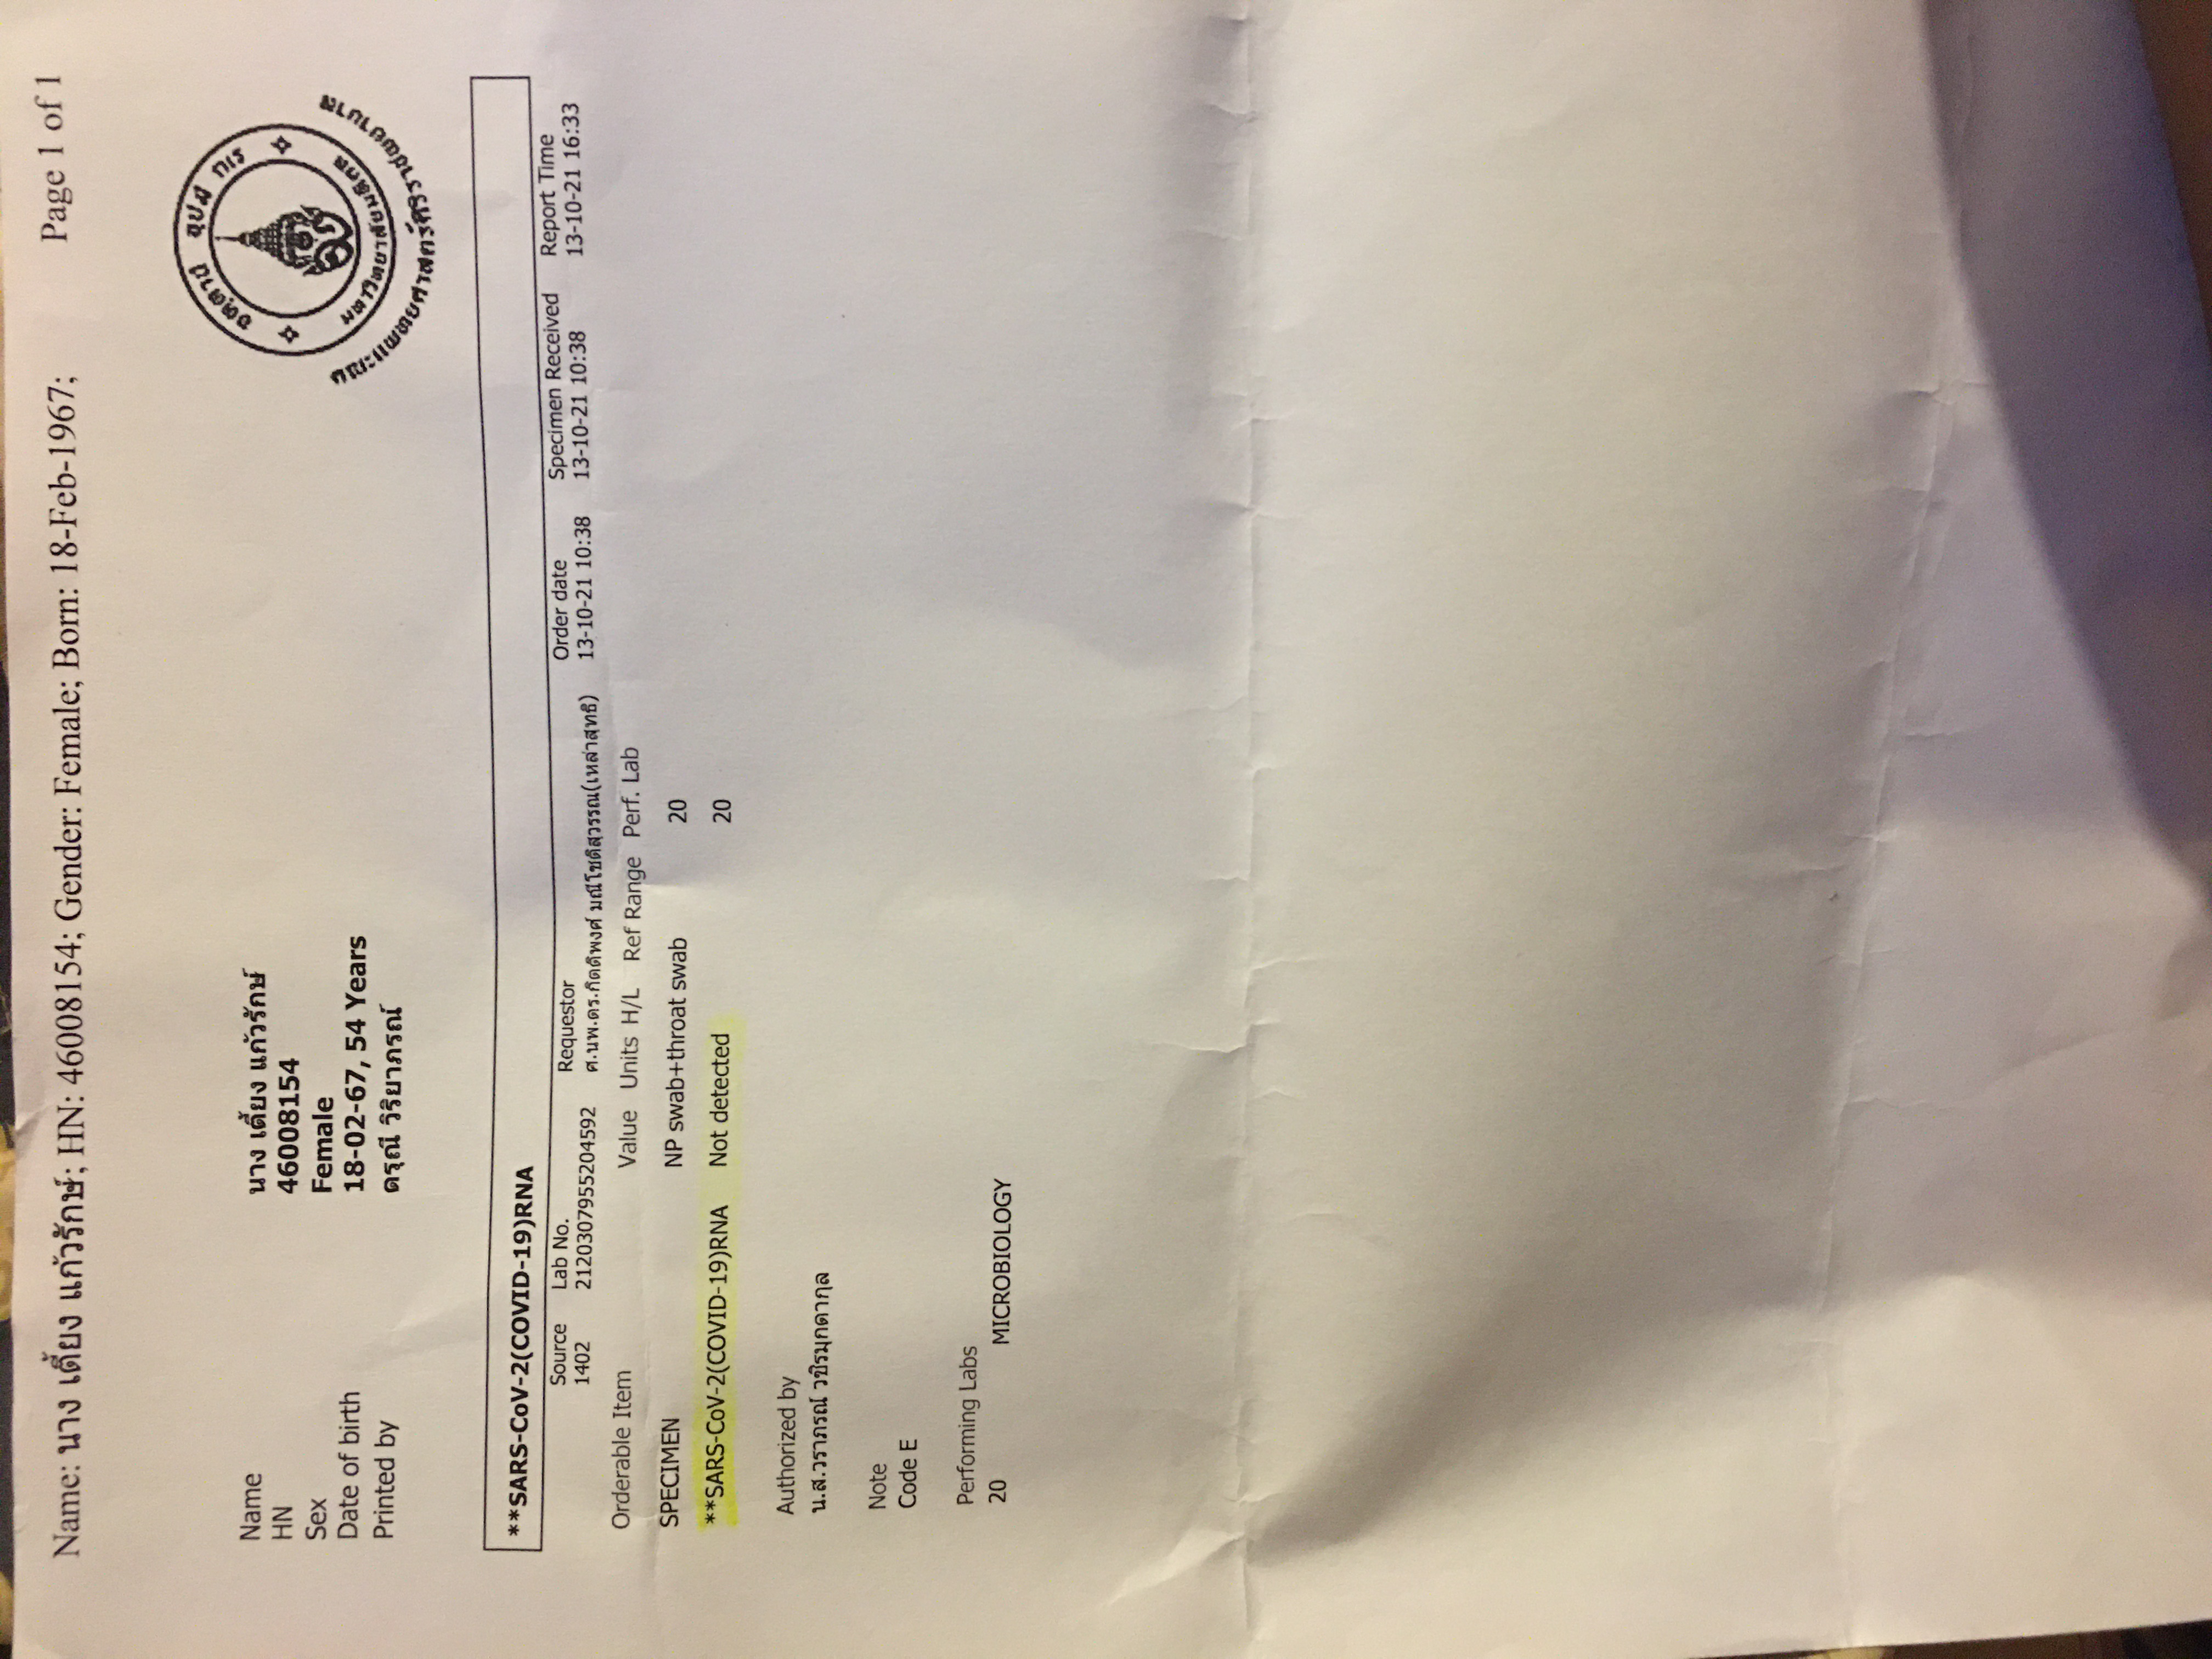 Name: นาง เตี้ยง แก้วรักษ์; HN: 46008154; Gender: Female; Born: 18-Feb-1967; Page 1 of 1
อตฺตานํ อุปมํ กเร
มหาวิทยาลัยมหิดล
คณะแพทยศาสตร์ศิริราชพยาบาล
Name นาง เตี้ยง แก้วรักษ์
HN 46008154
Sex Female
Date of birth 18-02-67, 54 Years
Printed by ดรุณี วิริยาภรณ์
**SARS-CoV-2(COVID-19)RNA
Source Lab No. Requestor Order date Specimen Received Report Time
1402 2120307955204592 ศ.นพ.ดร.กิตติพงศ์ มณีโชติสุวรรณ(เหล่าสุทธิ) 13-10-21 10:38 13-10-21 10:38 13-10-21 16:33
Orderable Item Value Units H/L Ref Range Perf. Lab
SPECIMEN NP swab+throat swab 20
**SARS-CoV-2(COVID-19)RNA Not detected 20
Authorized by
น.ส.วราภรณ์ วชิรมุกดากุล
Note
Code E
Performing Labs
20 MICROBIOLOGY